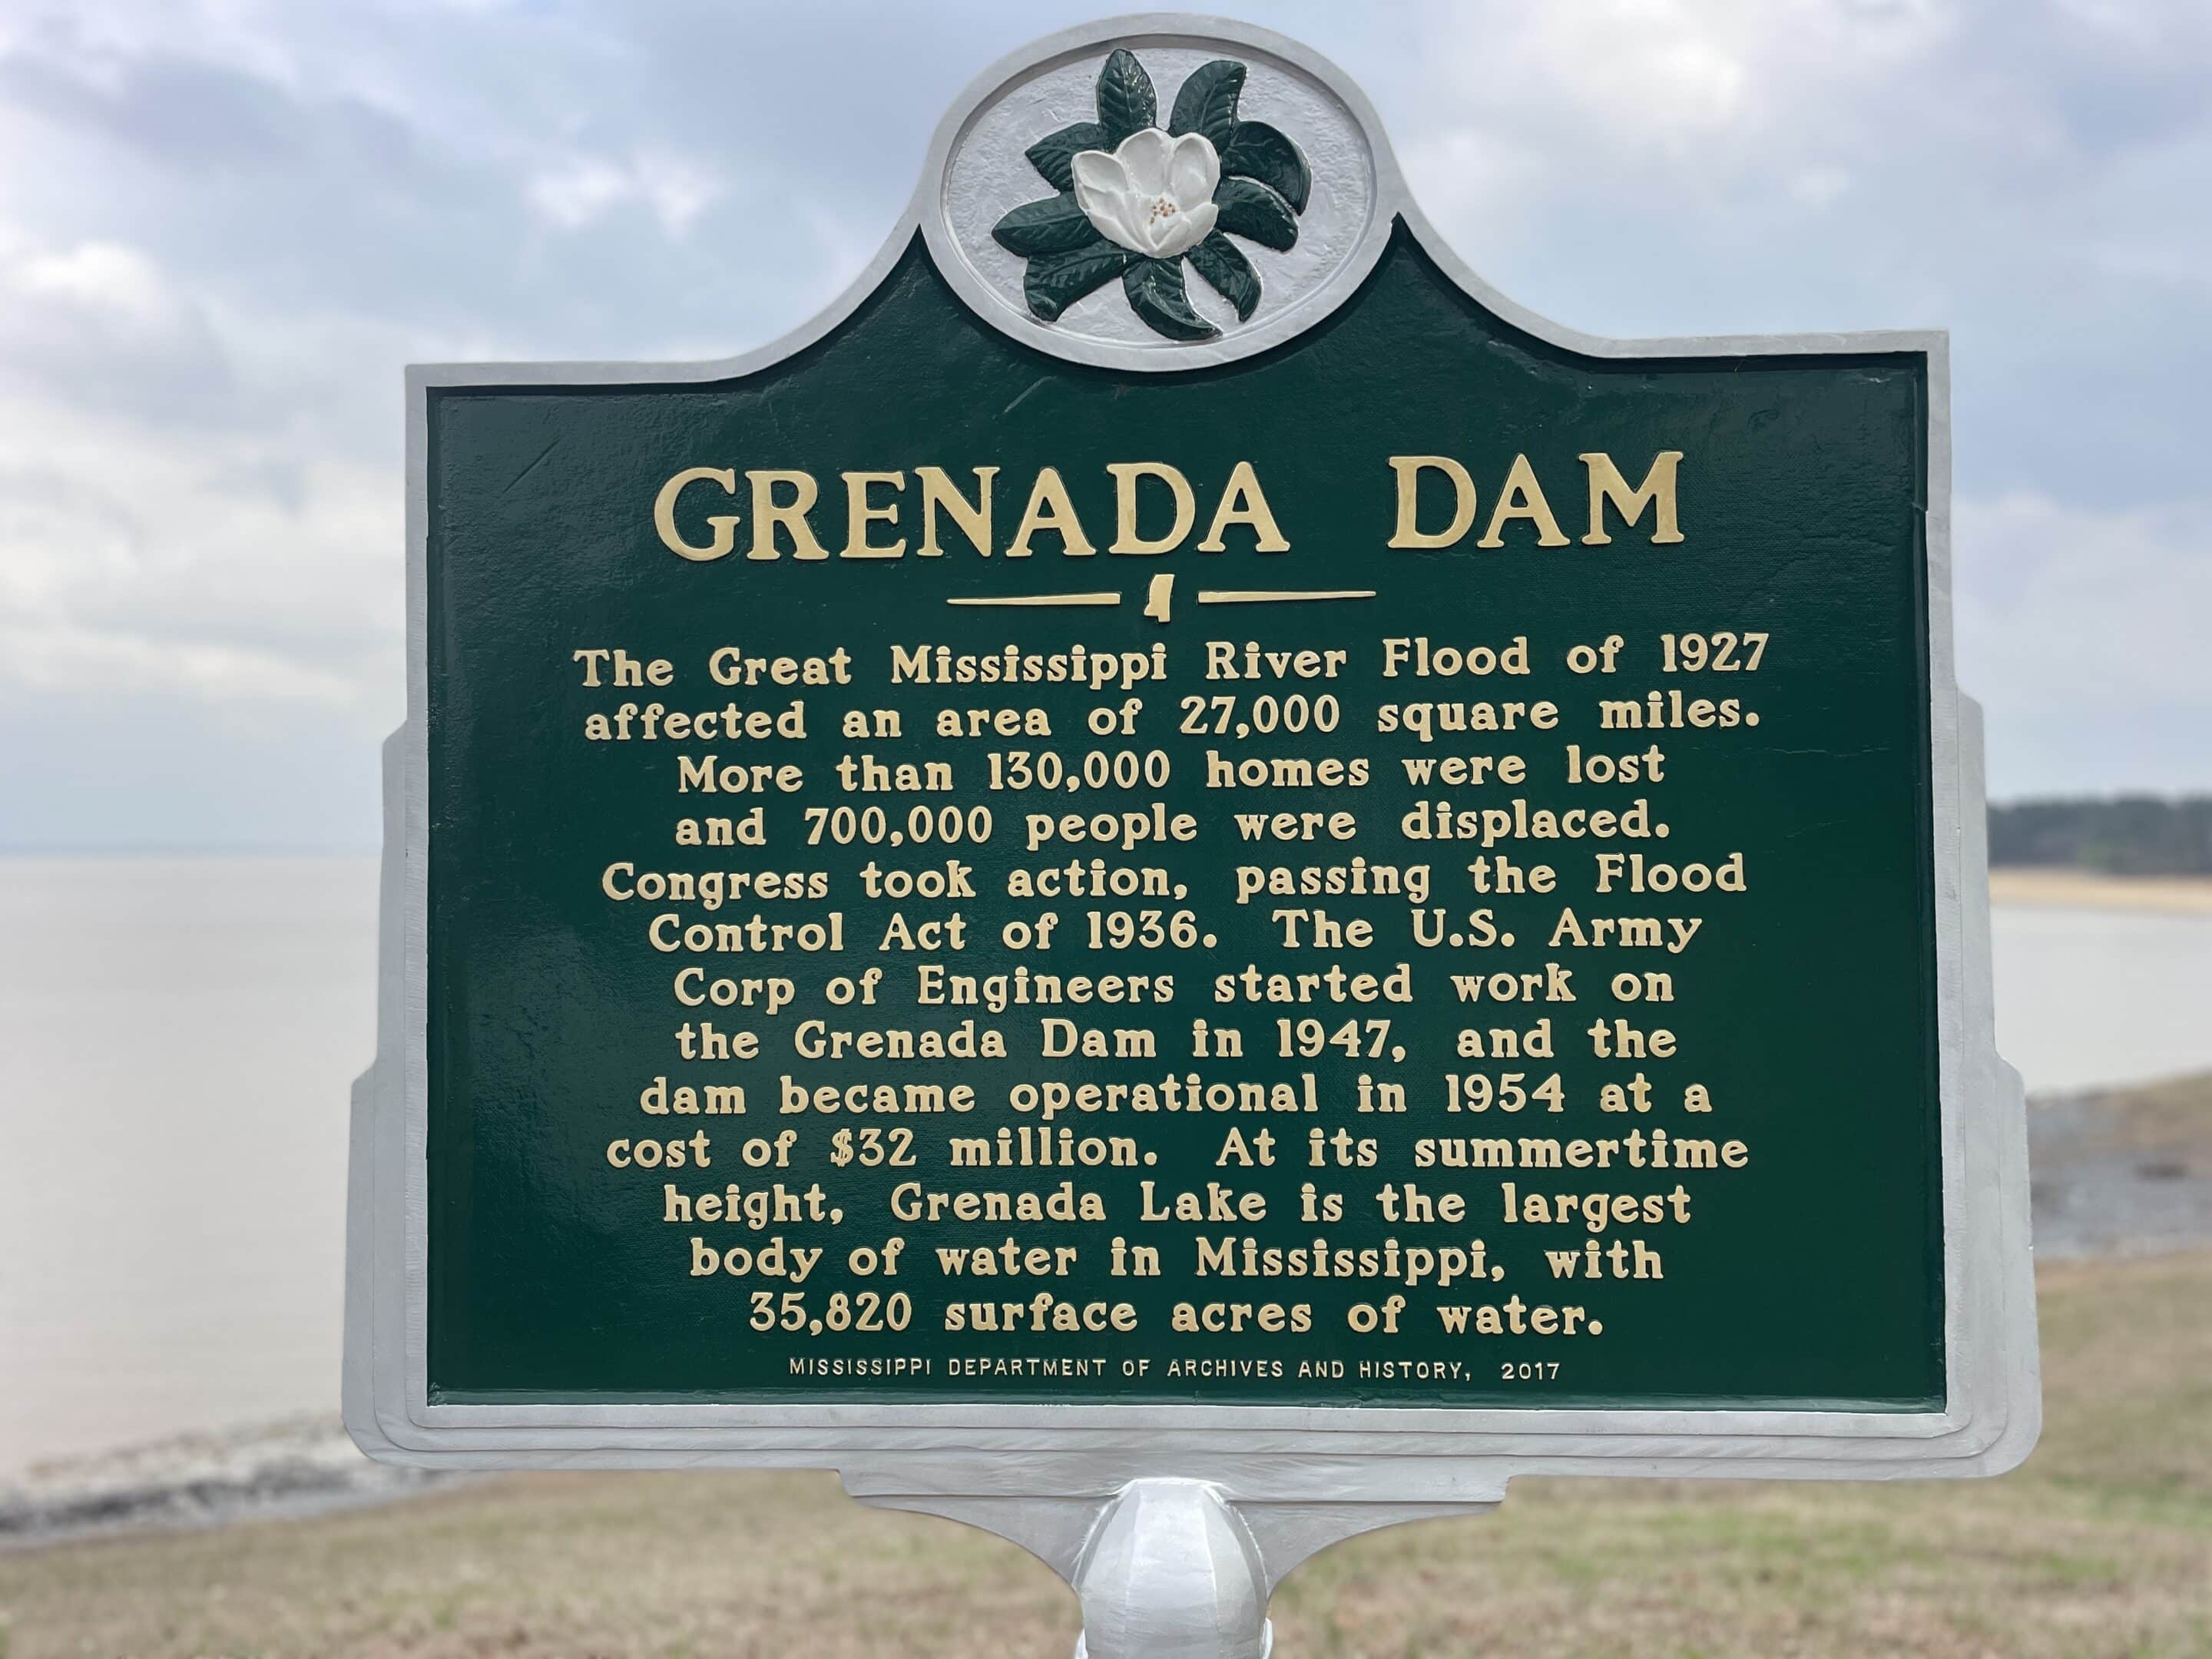 GRENADA DAM
The Great Mississippi River Flood of 1927
affected an area of 27,000 square miles.
More than 130,000 homes were lost
and 700,000 people were displaced.
Congress took action, passing the Flood
Control Act of 1936. The U.S. Army
Corp of Engineers started work on
the Grenada Dam in 1947, and the
dam became operational in 1954 at a
cost of $32 million. At its summertime
height, Grenada Lake is the largest
body of water in Mississippi, with
35,820 surface acres of water.
MISSISSIPPI DEPARTMENT OF ARCHIVES AND HISTORY, 2017